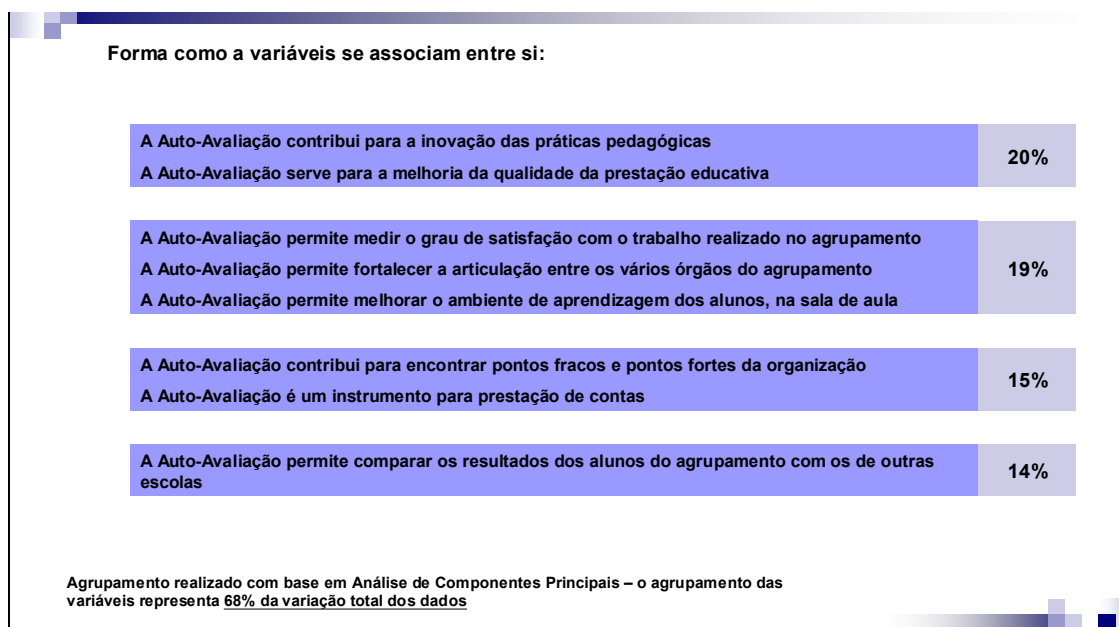 Forma como a variáveis se associam entre si:
A Auto-Avaliação contribui para a inovação das práticas pedagógicas
A Auto-Avaliação serve para a melhoria da qualidade da prestação educativa
20%
A Auto-Avaliação permite medir o grau de satisfação com o trabalho realizado no agrupamento
A Auto-Avaliação permite fortalecer a articulação entre os vários órgãos do agrupamento
A Auto-Avaliação permite melhorar o ambiente de aprendizagem dos alunos, na sala de aula
19%
A Auto-Avaliação contribui para encontrar pontos fracos e pontos fortes da organização
A Auto-Avaliação é um instrumento para prestação de contas
15%
A Auto-Avaliação permite comparar os resultados dos alunos do agrupamento com os de outras
escolas
14%
Agrupamento realizado com base em Análise de Componentes Principais – o agrupamento das
variáveis representa 68% da variação total dos dados